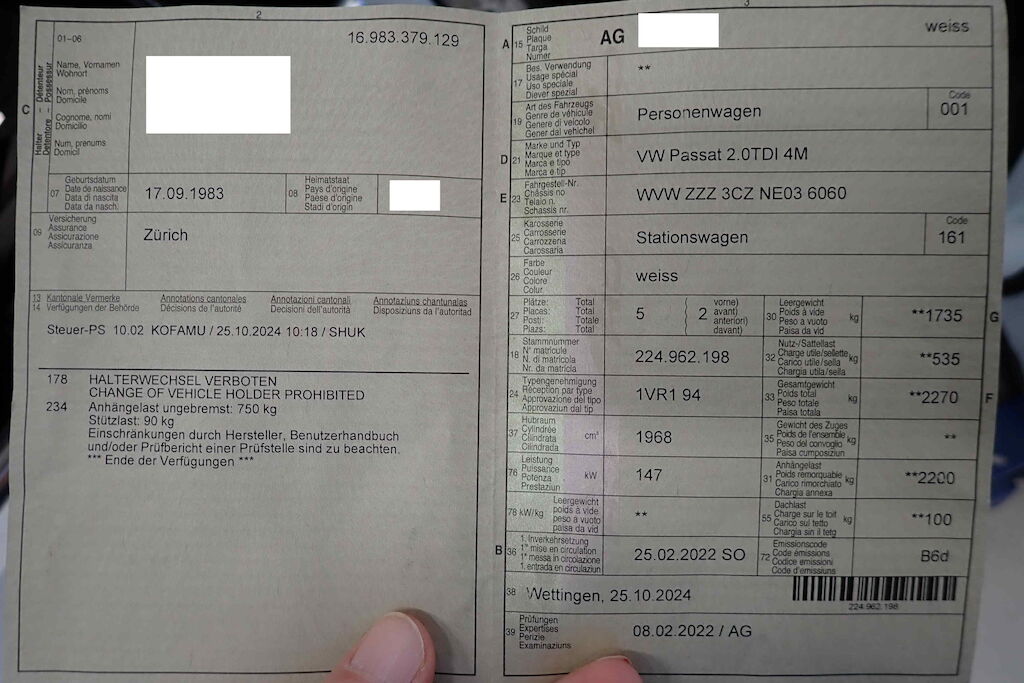 2
01-06
16.983.379.129
C
Halter - Détenteur
Detentore - Possessur
Name, Vornamen
Wohnort
Nom, prénoms
Domicile
Cognome, nomi
Domicilio
Num, prenums
Domicil
07
Geburtsdatum
Date de naissance
Data di nascita
Data da nasch.
17.09.1983
08
Heimatstaat
Pays d'origine
Paese d'origine
Stadi d'origin
09
Versicherung
Assurance
Assicurazione
Assicuranza
Zürich
13 Kantonale Vermerke Annotations cantonales Annotazioni cantonali Annotaziuns chantunalas
14 Verfügungen der Behörde Décisions de l'autorité Decisioni dell'autorità Disposiziuns da l'autoritad
Steuer-PS 10.02 KOFAMU / 25.10.2024 10:18 / SHUK
178 HALTERWECHSEL VERBOTEN
CHANGE OF VEHICLE HOLDER PROHIBITED
234 Anhängelast ungebremst: 750 kg
Stützlast: 90 kg
Einschränkungen durch Hersteller, Benutzerhandbuch
und/oder Prüfbericht einer Prüfstelle sind zu beachten.
*** Ende der Verfügungen ***
3
A 15
Schild
Plaque
Targa
Numer
AG
weiss
17
Bes. Verwendung
Usage spécial
Uso speciale
Diever spezial
**
19
Art des Fahrzeugs
Genre de véhicule
Genere di veicolo
Gener dal vehichel
Personenwagen
Code
001
D 21
Marke und Typ
Marque et type
Marca e tipo
Marca e tip
VW Passat 2.0TDI 4M
E 23
Fahrgestell-Nr.
Châssis no
Telaio n.
Schassis nr.
WVW ZZZ 3CZ NE03 6060
25
Karosserie
Carrosserie
Carrozzeria
Carossaria
Stationswagen
Code
161
26
Farbe
Couleur
Colore
Colur
weiss
27
Plätze: Total
Places: Total
Posti: Totale
Plazs: Total
5
( 2
vorne)
avant)
anteriori)
davant)
30
Leergewicht
Poids à vide
Peso a vuoto
Paisa da vid
kg
**1735
G
18
Stammnummer
N° matricule
N. di matricola
Nr. da matricla
224.962.198
32
Nutz-/Sattellast
Charge utile/sellette
Carico utile/sella
Chargia utila/sella
kg
**535
24
Typengenehmigung
Réception par type
Approvazione del tipo
Approvaziun dal tip
1VR1 94
33
Gesamtgewicht
Poids total
Peso totale
Paisa totala
kg
**2270
F
37
Hubraum
Cylindrée
Cilindrata
Cilindrada
cm³
1968
35
Gewicht des Zuges
Poids de l'ensemble
Peso del convoglio
Paisa cumposiziun
kg
**
76
Leistung
Puissance
Potenza
Prestaziun
kW
147
31
Anhängelast
Poids remorquable
Carico rimorchiato
Chargia annexa
kg
**2200
78 kW/kg
Leergewicht
poids à vide
peso a vuoto
paisa da vid
**
55
Dachlast
Charge sur le toit
Carico sul tetto
Chargia sin il tetg
kg
**100
B 36
1. Inverkehrsetzung
1re mise en circulation
1a messa in circolazione
1. entrada en circulaziun
25.02.2022 SO
72
Emissionscode
Code émissions
Codice emissioni
Code d'emissiuns
B6d
38
Wettingen, 25.10.2024
224.962.198
39
Prüfungen
Expertises
Perizie
Examinaziuns
08.02.2022 / AG